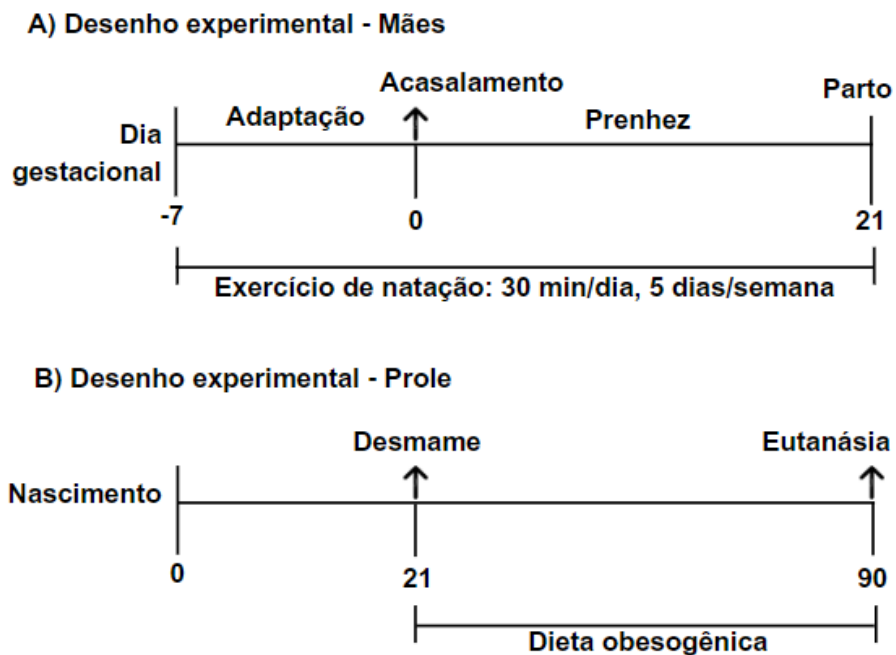 A) Desenho experimental - Mães
Acasalamento
Parto
Adaptação
Prenhez
Dia
gestacional
-7
0
21
Exercício de natação: 30 min/dia, 5 dias/semana
B) Desenho experimental - Prole
Desmame
Eutanásia
Nascimento
0
21
90
Dieta obesogênica